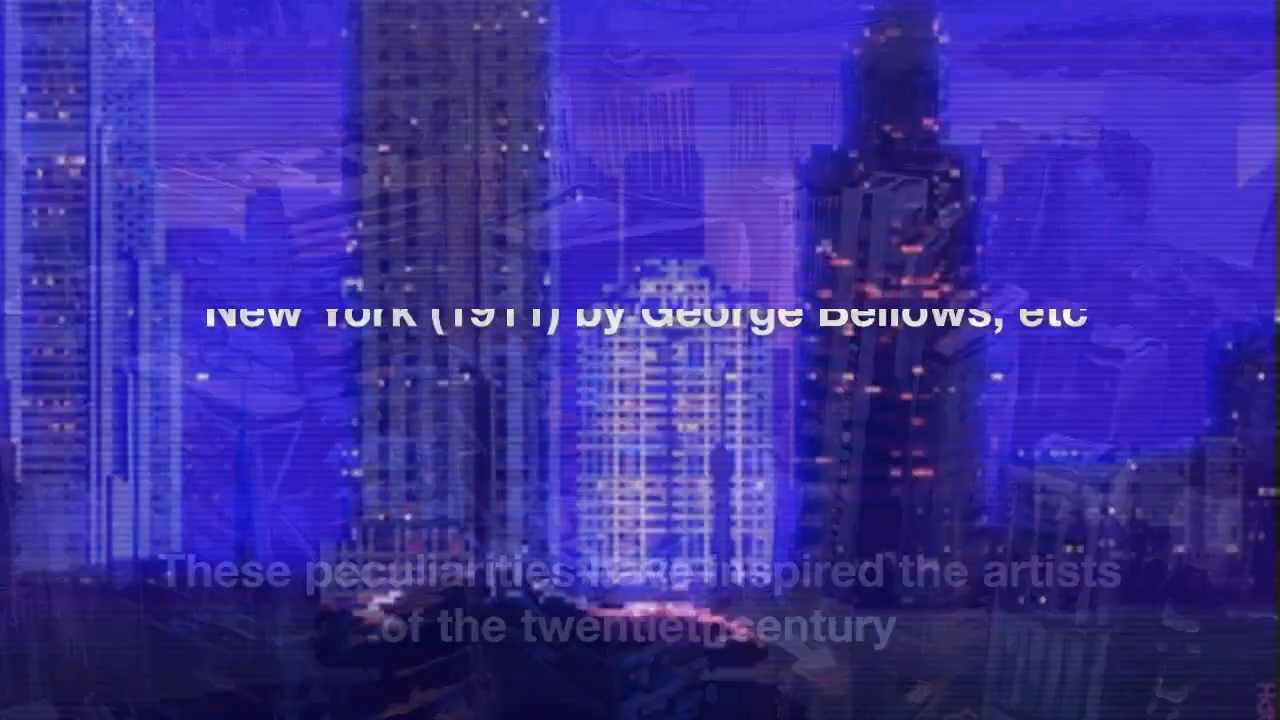 New York (1911) by George Bellows, etc
These peculiarities have inspired the artists
of the twentieth century